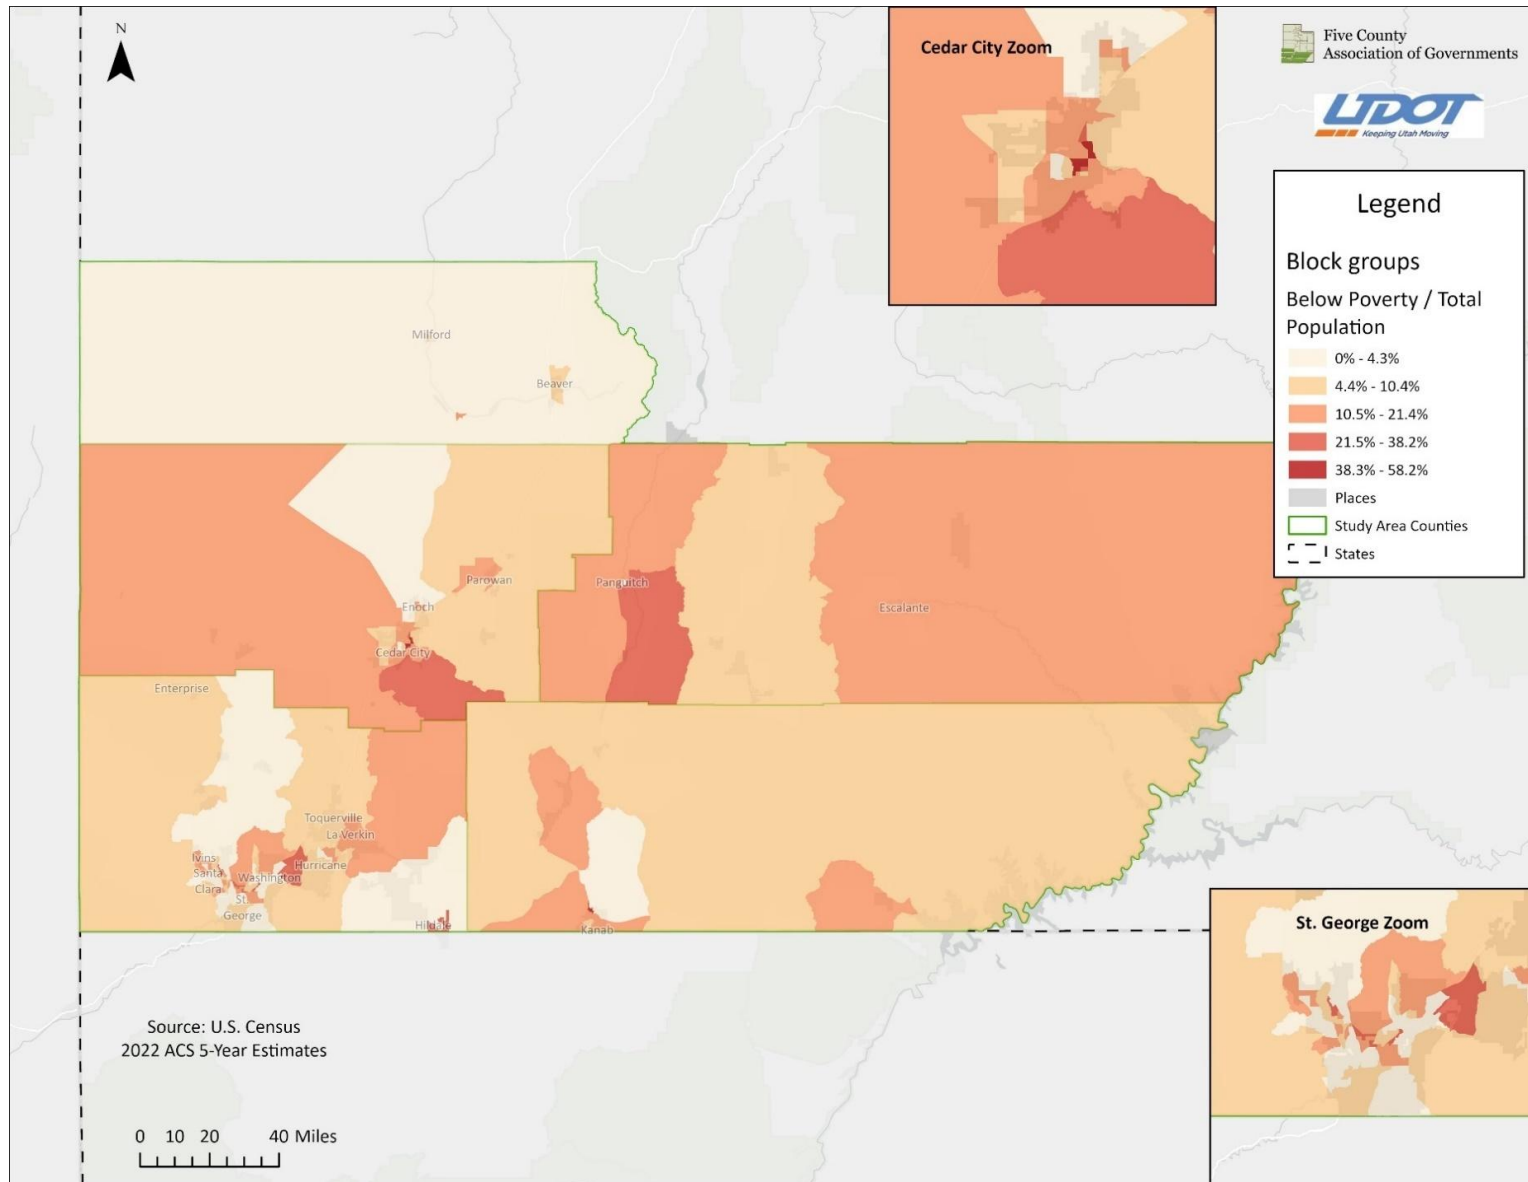 N
Cedar City Zoom
Five County
Association of Governments
UDOT
Keeping Utah Moving
Legend
Block groups
Below Poverty / Total
Population
0% - 4.3%
4.4% - 10.4%
10.5% - 21.4%
21.5% - 38.2%
38.3% - 58.2%
Places
Study Area Counties
States
Milford
Beaver
Parowan
Panguitch
Enoch
Escalante
Cedar City
Enterprise
Toquerville
La Verkin
Ivins
Hurricane
Santa
Clara
Washington
St.
George
Hildale
Kanab
St. George Zoom
Source: U.S. Census
2022 ACS 5-Year Estimates
0 10 20 40 Miles